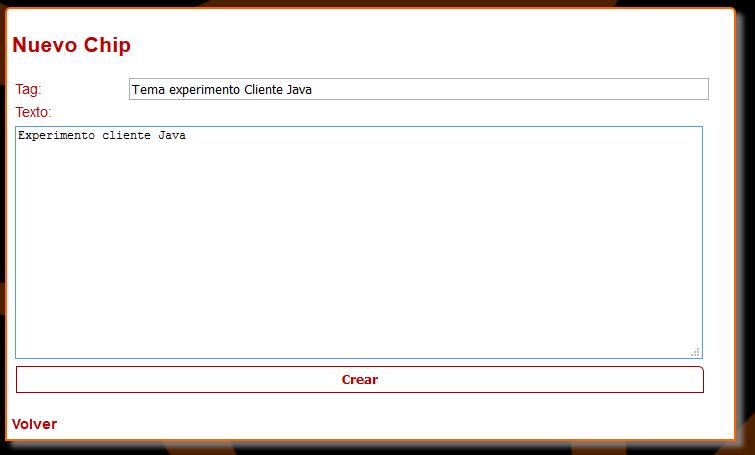 Nuevo Chip
Tag: Tema experimento Cliente Java
Texto:
Experimento cliente Java
Crear
Volver